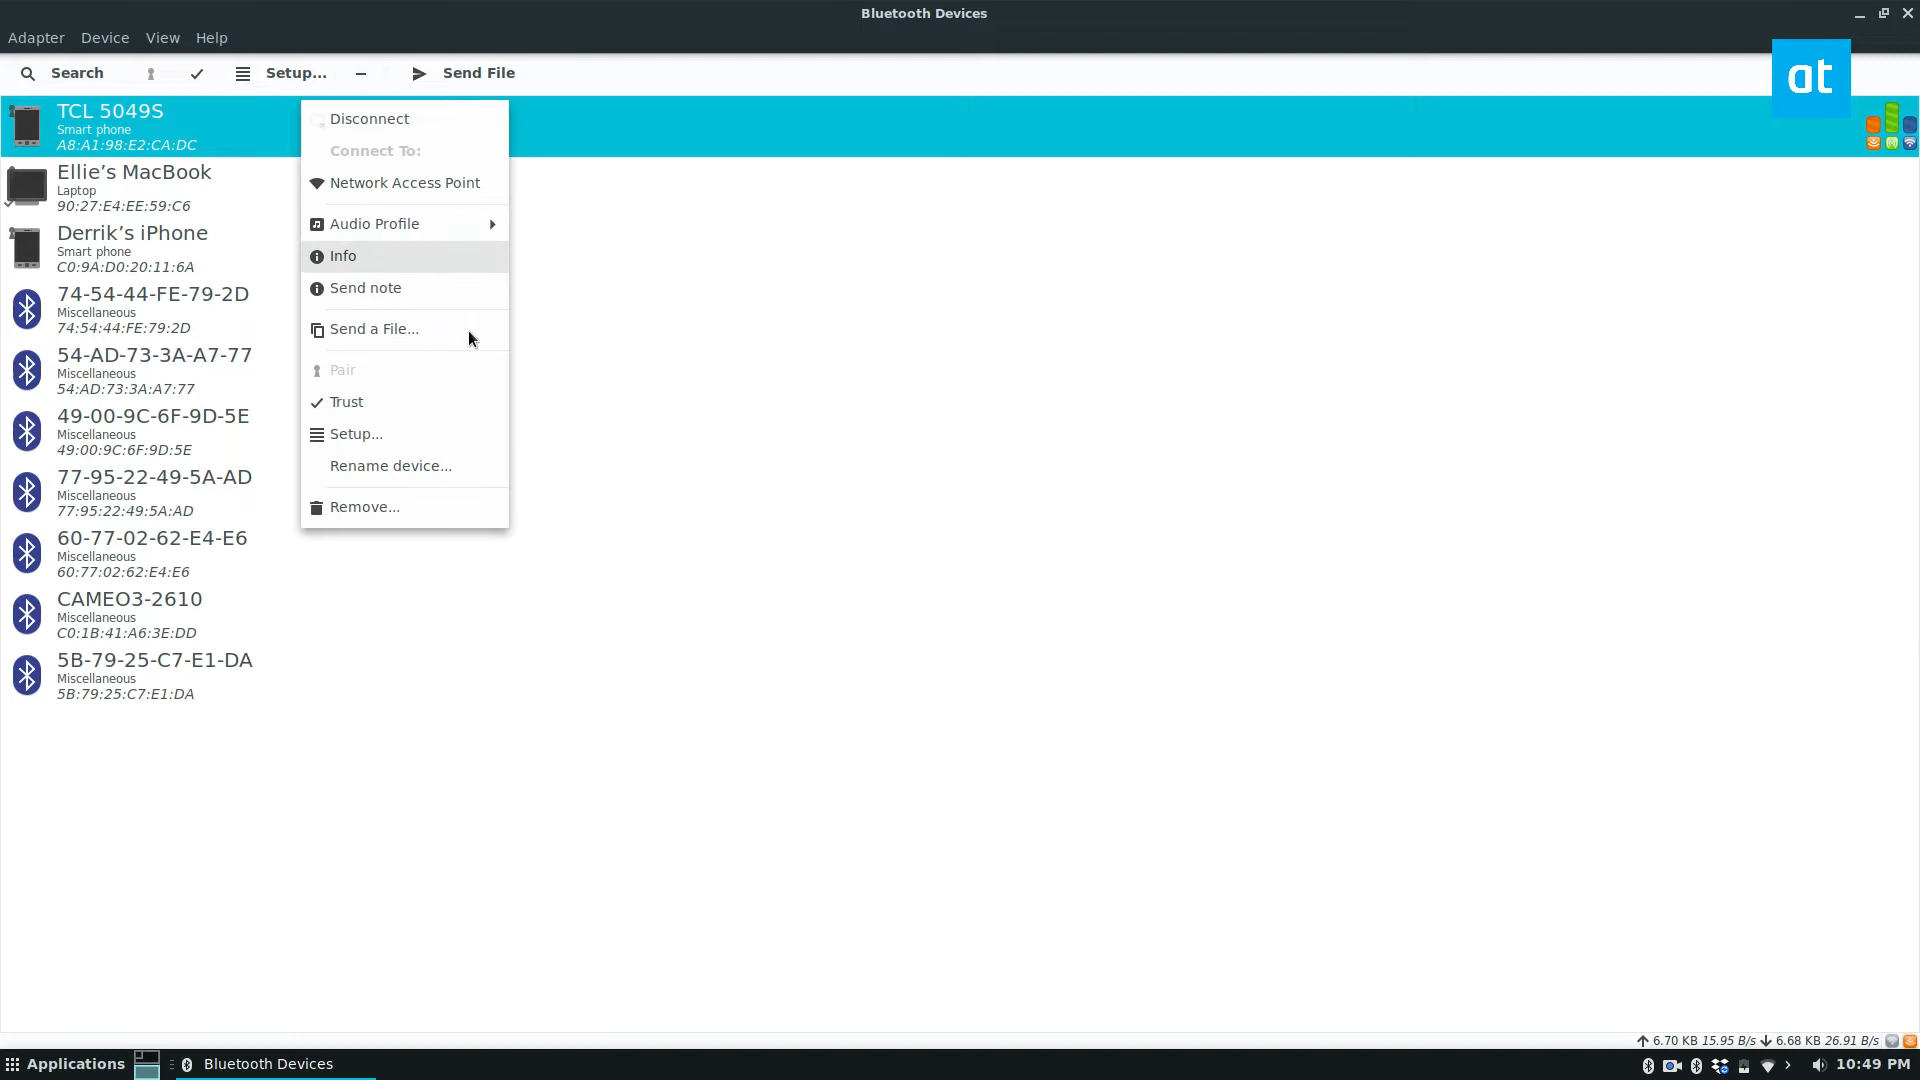 Bluetooth Devices
Adapter Device View Help
Search Setup... Send File
at
TCL 5049S
Smart phone
A8:A1:98:E2:CA:DC
Ellie’s MacBook
Laptop
90:27:E4:EE:59:C6
Derrik’s iPhone
Smart phone
C0:9A:D0:20:11:6A
74-54-44-FE-79-2D
Miscellaneous
74:54:44:FE:79:2D
54-AD-73-3A-A7-77
Miscellaneous
54:AD:73:3A:A7:77
49-00-9C-6F-9D-5E
Miscellaneous
49:00:9C:6F:9D:5E
77-95-22-49-5A-AD
Miscellaneous
77:95:22:49:5A:AD
60-77-02-62-E4-E6
Miscellaneous
60:77:02:62:E4:E6
CAMEO3-2610
Miscellaneous
C0:1B:41:A6:3E:DD
5B-79-25-C7-E1-DA
Miscellaneous
5B:79:25:C7:E1:DA
Disconnect
Connect To:
Network Access Point
Audio Profile
Info
Send note
Send a File...
Pair
Trust
Setup...
Rename device...
Remove...
6.70 KB 15.95 B/s 6.68 KB 26.91 B/s
Applications Bluetooth Devices 10:49 PM